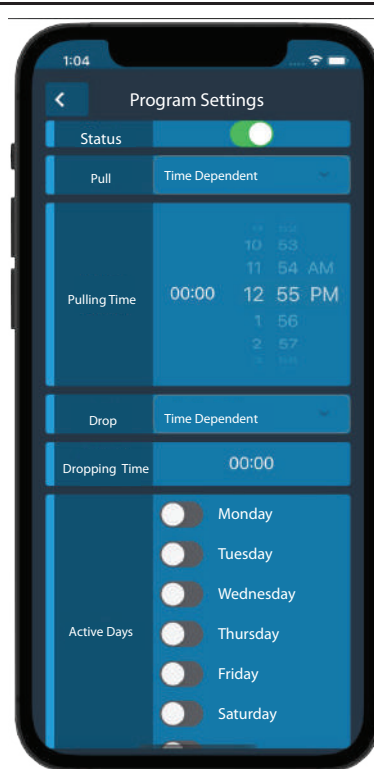 1:04
Program Settings
Status
Pull Time Dependent
10 53
11 54 AM
Pulling Time 00:00 12 55 PM
1 56
2 57
Drop Time Dependent
Dropping Time 00:00
Monday
Tuesday
Wednesday
Active Days Thursday
Friday
Saturday